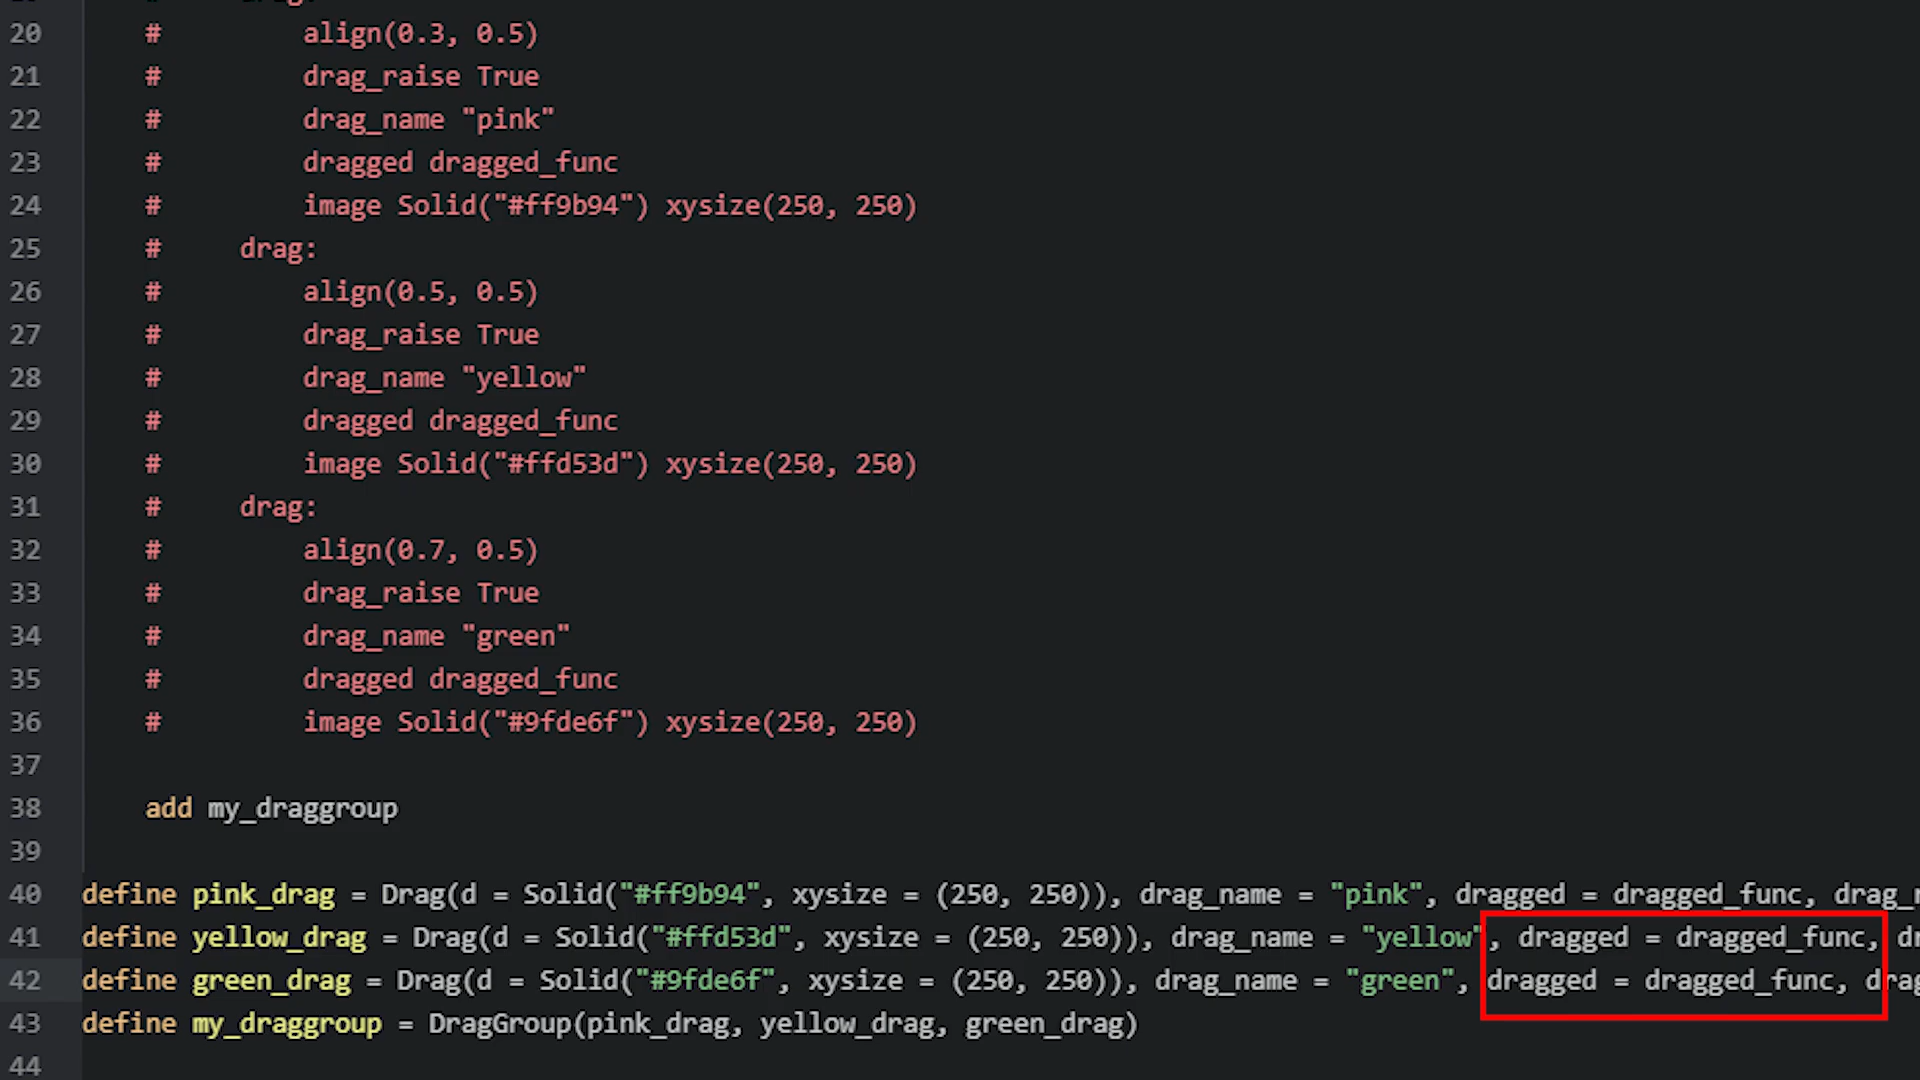 20 # align(0.3, 0.5)
21 # drag_raise True
22 # drag_name "pink"
23 # dragged dragged_func
24 # image Solid("#ff9b94") xysize(250, 250)
25 # drag:
26 # align(0.5, 0.5)
27 # drag_raise True
28 # drag_name "yellow"
29 # dragged dragged_func
30 # image Solid("#ffd53d") xysize(250, 250)
31 # drag:
32 # align(0.7, 0.5)
33 # drag_raise True
34 # drag_name "green"
35 # dragged dragged_func
36 # image Solid("#9fde6f") xysize(250, 250)
37
38 add my_draggroup
39
40 define pink_drag = Drag(d = Solid("#ff9b94", xysize = (250, 250)), drag_name = "pink", dragged = dragged_func, drag_
41 define yellow_drag = Drag(d = Solid("#ffd53d", xysize = (250, 250)), drag_name = "yellow", dragged = dragged_func,
42 define green_drag = Drag(d = Solid("#9fde6f", xysize = (250, 250)), drag_name = "green", dragged = dragged_func,
43 define my_draggroup = DragGroup(pink_drag, yellow_drag, green_drag)
44